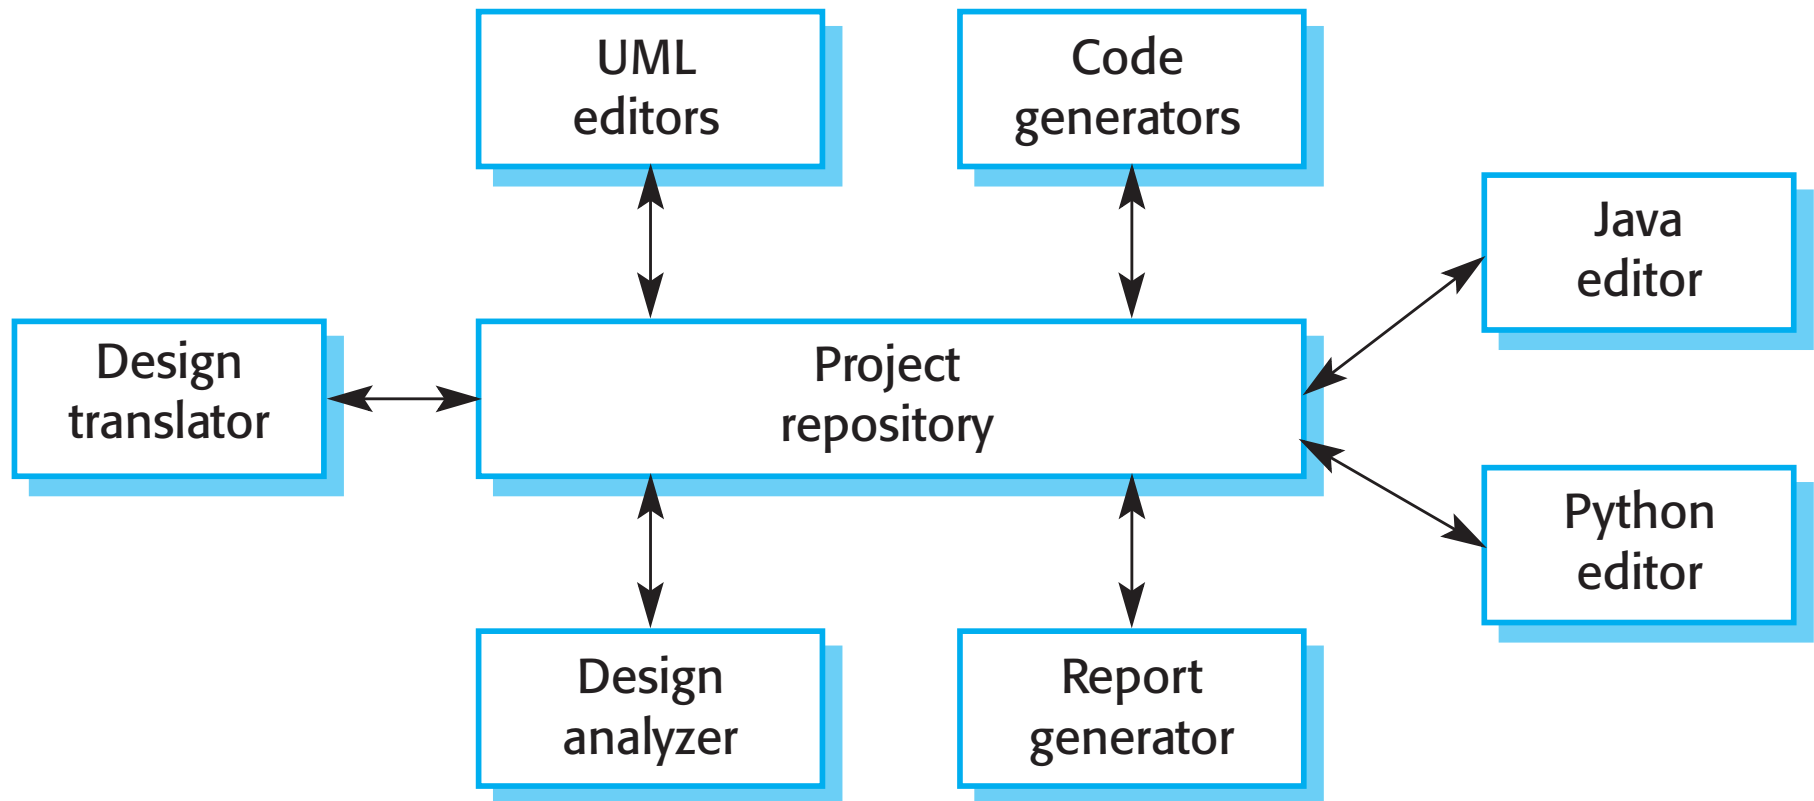 UML
editors
Code
generators
Java
editor
Design
translator
Project
repository
Python
editor
Design
analyzer
Report
generator